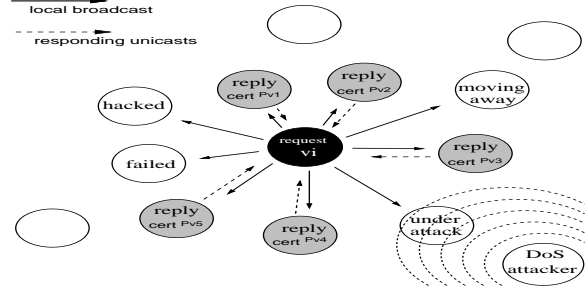 local broadcast
responding unicasts
reply
cert Pv1
reply
cert Pv2
moving
away
hacked
request
vi
reply
cert Pv3
failed
reply
cert Pv5
reply
cert Pv4
under
attack
DoS
attacker